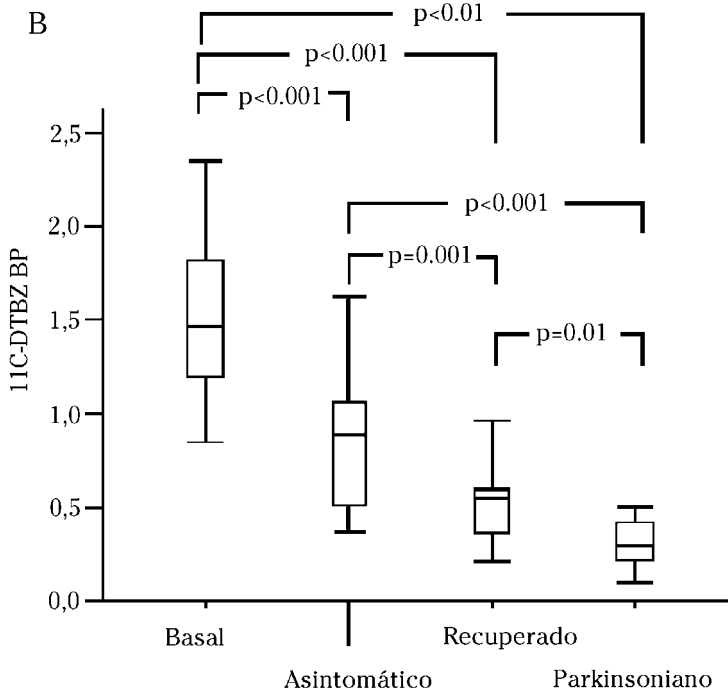 B
p<0.01
p<0.001
p<0.001
2,5
p<0.001
2,0
p=0.001
11C-DTBZ BP
1,5
p=0.01
1,0
0,5
0,0
Basal
Recuperado
Asintomático
Parkinsoniano